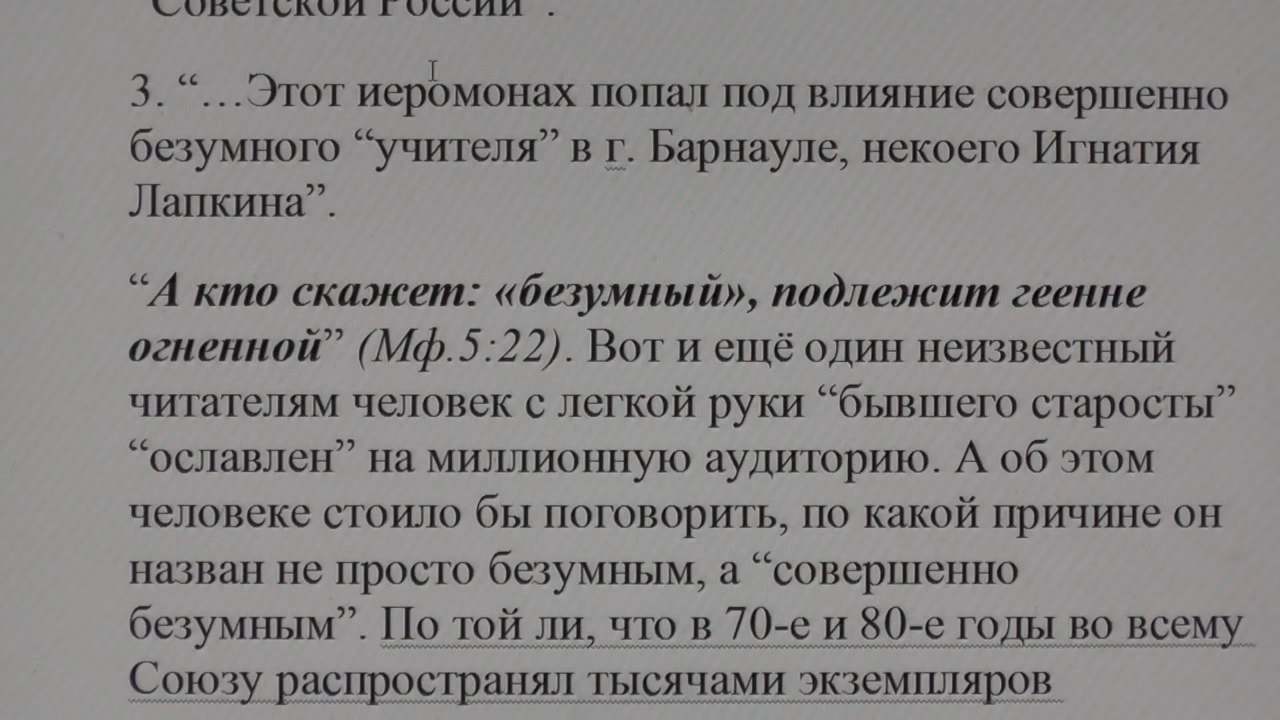 Советской России”.
3. “…Этот иеромонах попал под влияние совершенно
безумного “учителя” в г. Барнауле, некоего Игнатия
Лапкина”.
“А кто скажет: «безумный», подлежит геенне
огненной” (Мф.5:22). Вот и ещё один неизвестный
читателям человек с легкой руки “бывшего старосты”
“ославлен” на миллионную аудиторию. А об этом
человеке стоило бы поговорить, по какой причине он
назван не просто безумным, а “совершенно
безумным”. По той ли, что в 70-е и 80-е годы во всему
Союзу распространял тысячами экземпляров